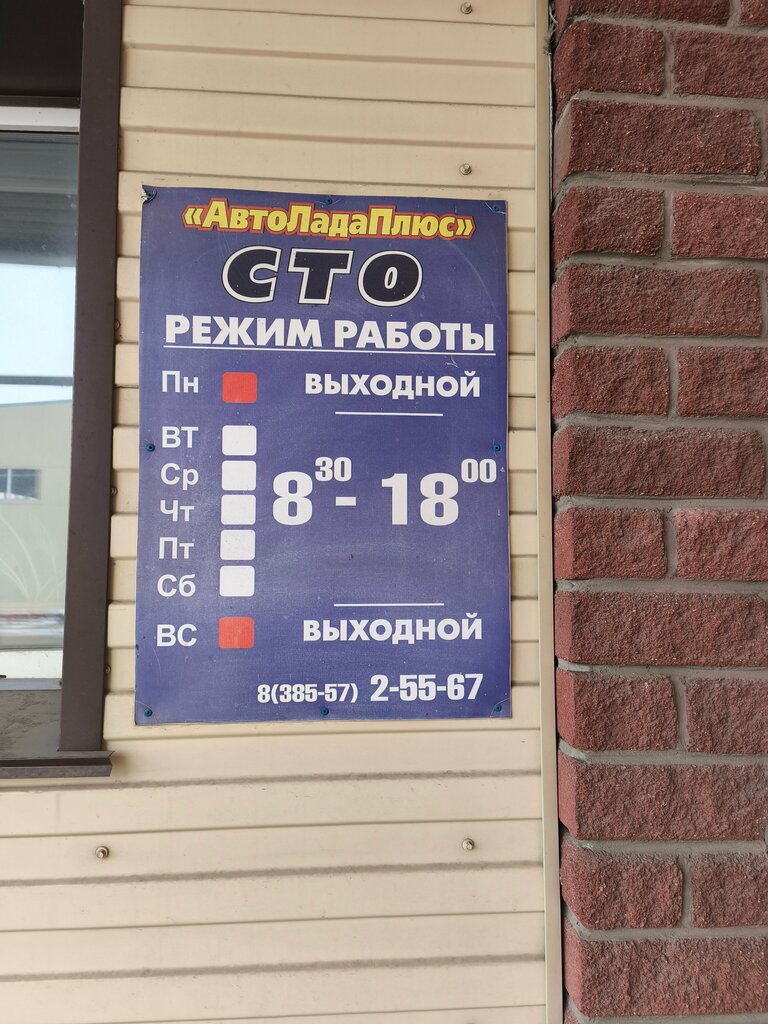 «АвтоЛадаПлюс»
СТО
РЕЖИМ РАБОТЫ
Пн ВЫХОДНОЙ
ВТ
Ср 8 30 - 18 00
Чт
Пт
Сб
ВС ВЫХОДНОЙ
8(385-57) 2-55-67